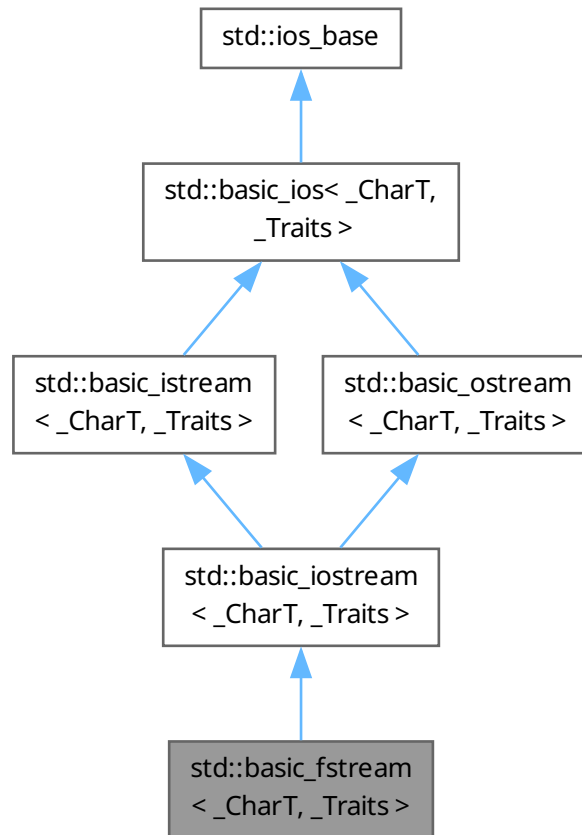 std::ios_base
std::basic_ios< _CharT,
_Traits >
std::basic_istream
< _CharT, _Traits >
std::basic_ostream
< _CharT, _Traits >
std::basic_iostream
< _CharT, _Traits >
std::basic_fstream
< _CharT, _Traits >